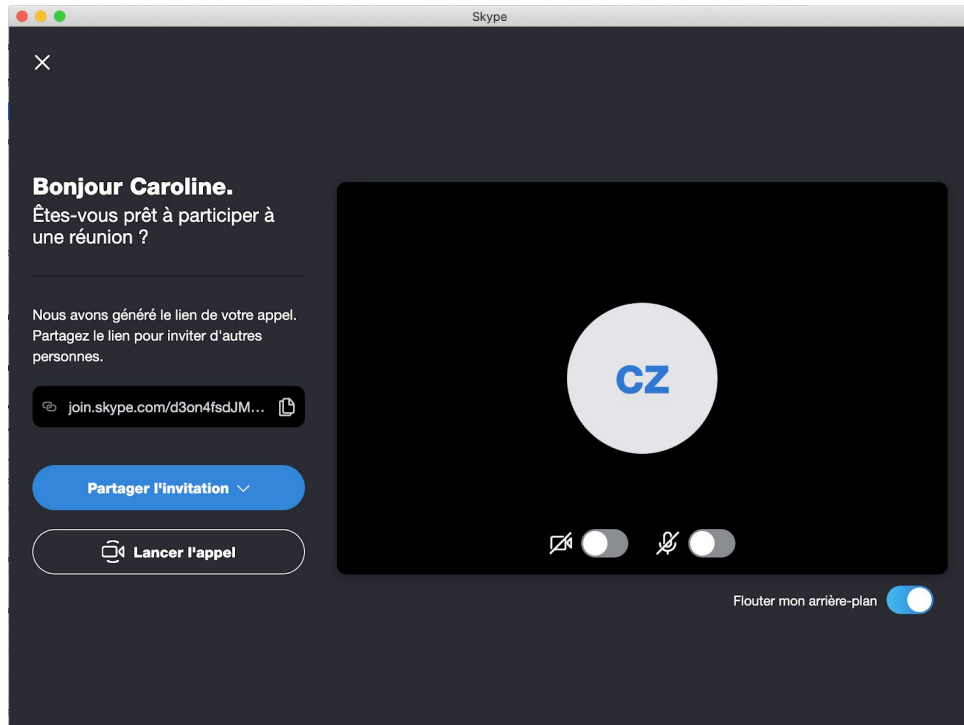 Skype
Bonjour Caroline.
Êtes-vous prêt à participer à
une réunion ?
Nous avons généré le lien de votre appel.
Partagez le lien pour inviter d'autres
personnes.
join.skype.com/d3on4fsdJM...
Partager l'invitation
Lancer l'appel
CZ
Flouter mon arrière-plan